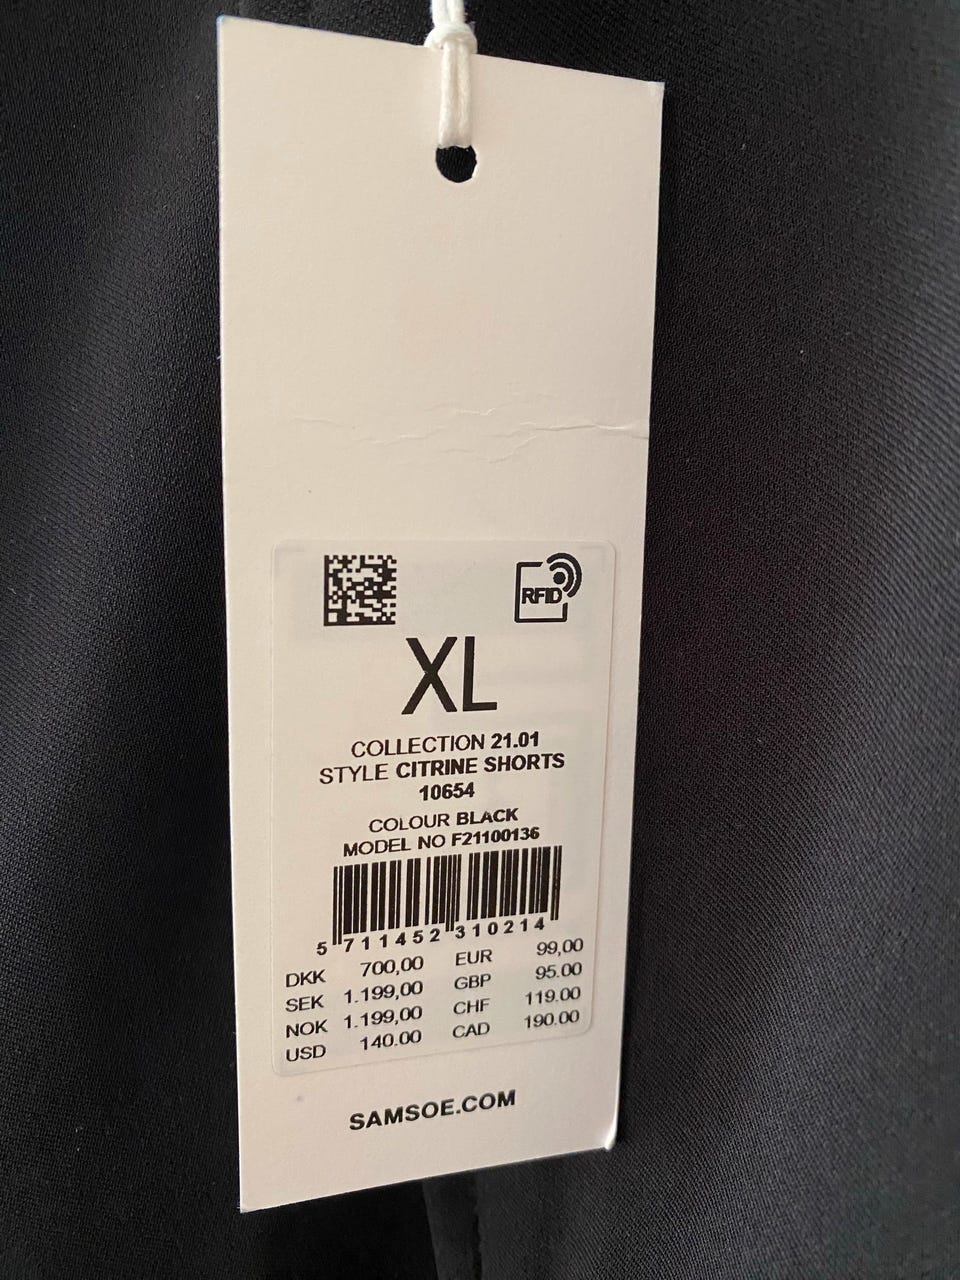 RFID
XL
COLLECTION 21.01
STYLE CITRINE SHORTS
10654
COLOUR BLACK
MODEL NO F21100136
5 711452 310214
DKK 700,00 EUR 99,00
SEK 1.199,00 GBP 95.00
NOK 1.199,00 CHF 119.00
USD 140.00 CAD 190.00
SAMSOE.COM